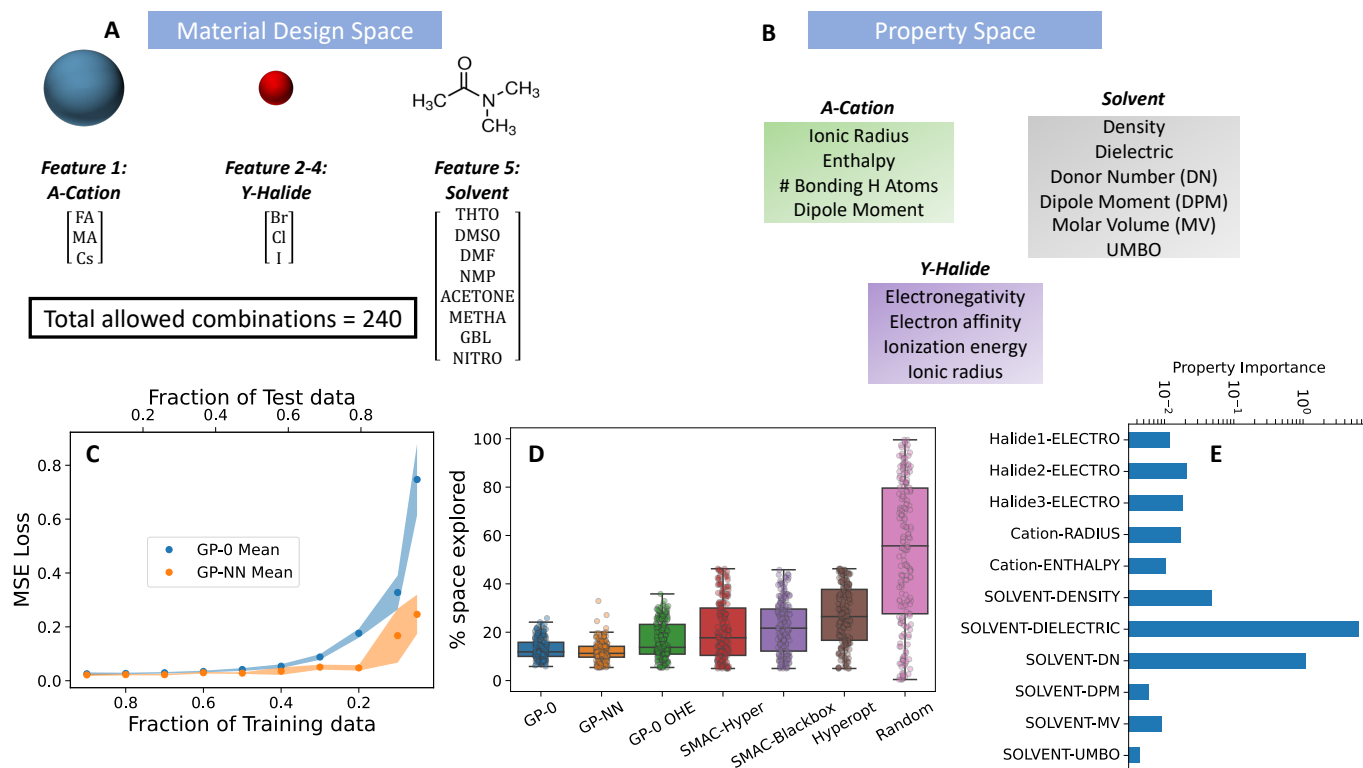 A
Material Design Space
O
H₃C
N
CH₃
CH₃
Feature 1:
A-Cation
FA
MA
Cs
Feature 2-4:
Y-Halide
Br
Cl
I
Feature 5:
Solvent
THTO
DMSO
DMF
NMP
ACETONE
METHA
GBL
NITRO
Total allowed combinations = 240
B
Property Space
A-Cation
Ionic Radius
Enthalpy
# Bonding H Atoms
Dipole Moment
Solvent
Density
Dielectric
Donor Number (DN)
Dipole Moment (DPM)
Molar Volume (MV)
UMBO
Y-Halide
Electronegativity
Electron affinity
Ionization energy
Ionic radius
Fraction of Test data
0.2 0.4 0.6 0.8
C
MSE Loss
0.8
0.6
0.4
0.2
0.0
GP-0 Mean
GP-NN Mean
0.8 0.6 0.4 0.2
Fraction of Training data
D
% space explored
100
80
60
40
20
0
GP-0
GP-NN
GP-0 OHE
SMAC-Hyper
SMAC-Blackbox
Hyperopt
Random
Property Importance
10⁻² 10⁻¹ 10⁰
E
Halide1-ELECTRO
Halide2-ELECTRO
Halide3-ELECTRO
Cation-RADIUS
Cation-ENTHALPY
SOLVENT-DENSITY
SOLVENT-DIELECTRIC
SOLVENT-DN
SOLVENT-DPM
SOLVENT-MV
SOLVENT-UMBO